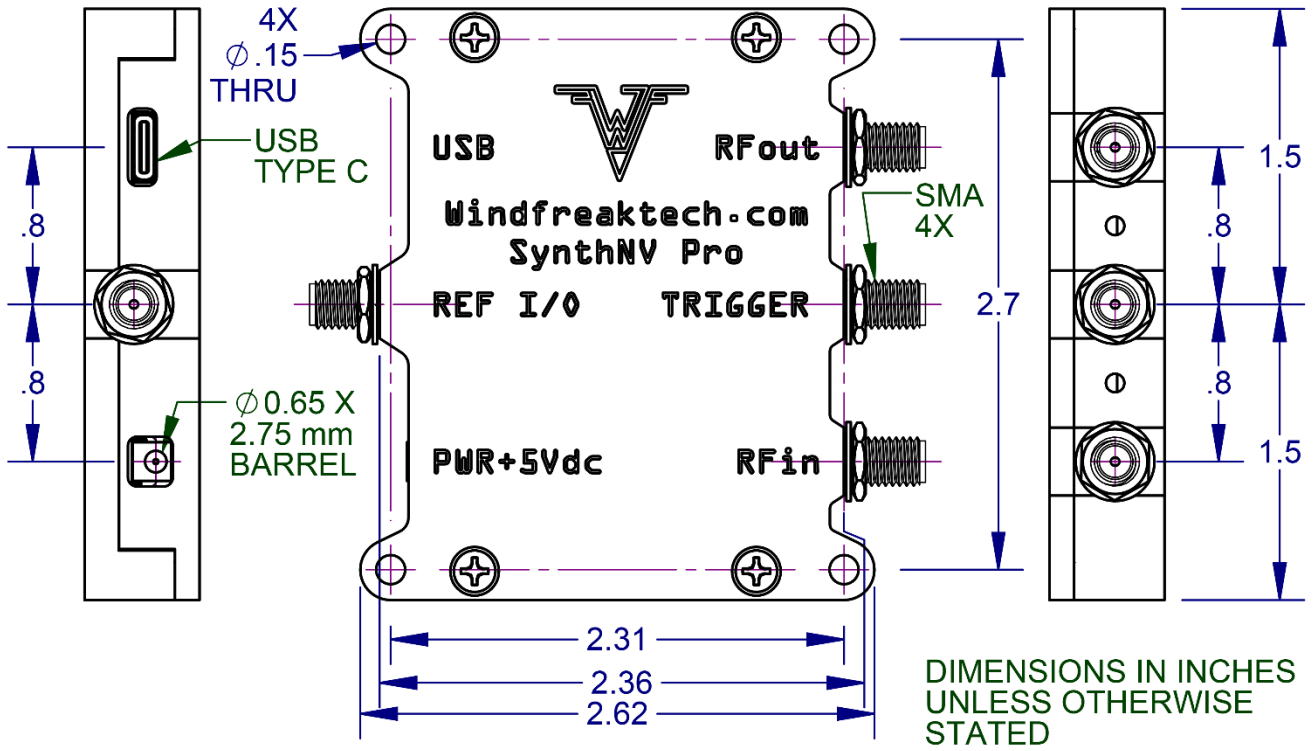 4X
∅.15
THRU
USB
TYPE C
.8
.8
∅0.65 X
2.75 mm
BARREL
USB
RFout
Windfreaktech.com
SynthNV Pro
REF I/O
TRIGGER
PWR+5Vdc
RFin
SMA
4X
2.7
2.31
2.36
2.62
.8
.8
1.5
1.5
DIMENSIONS IN INCHES
UNLESS OTHERWISE
STATED